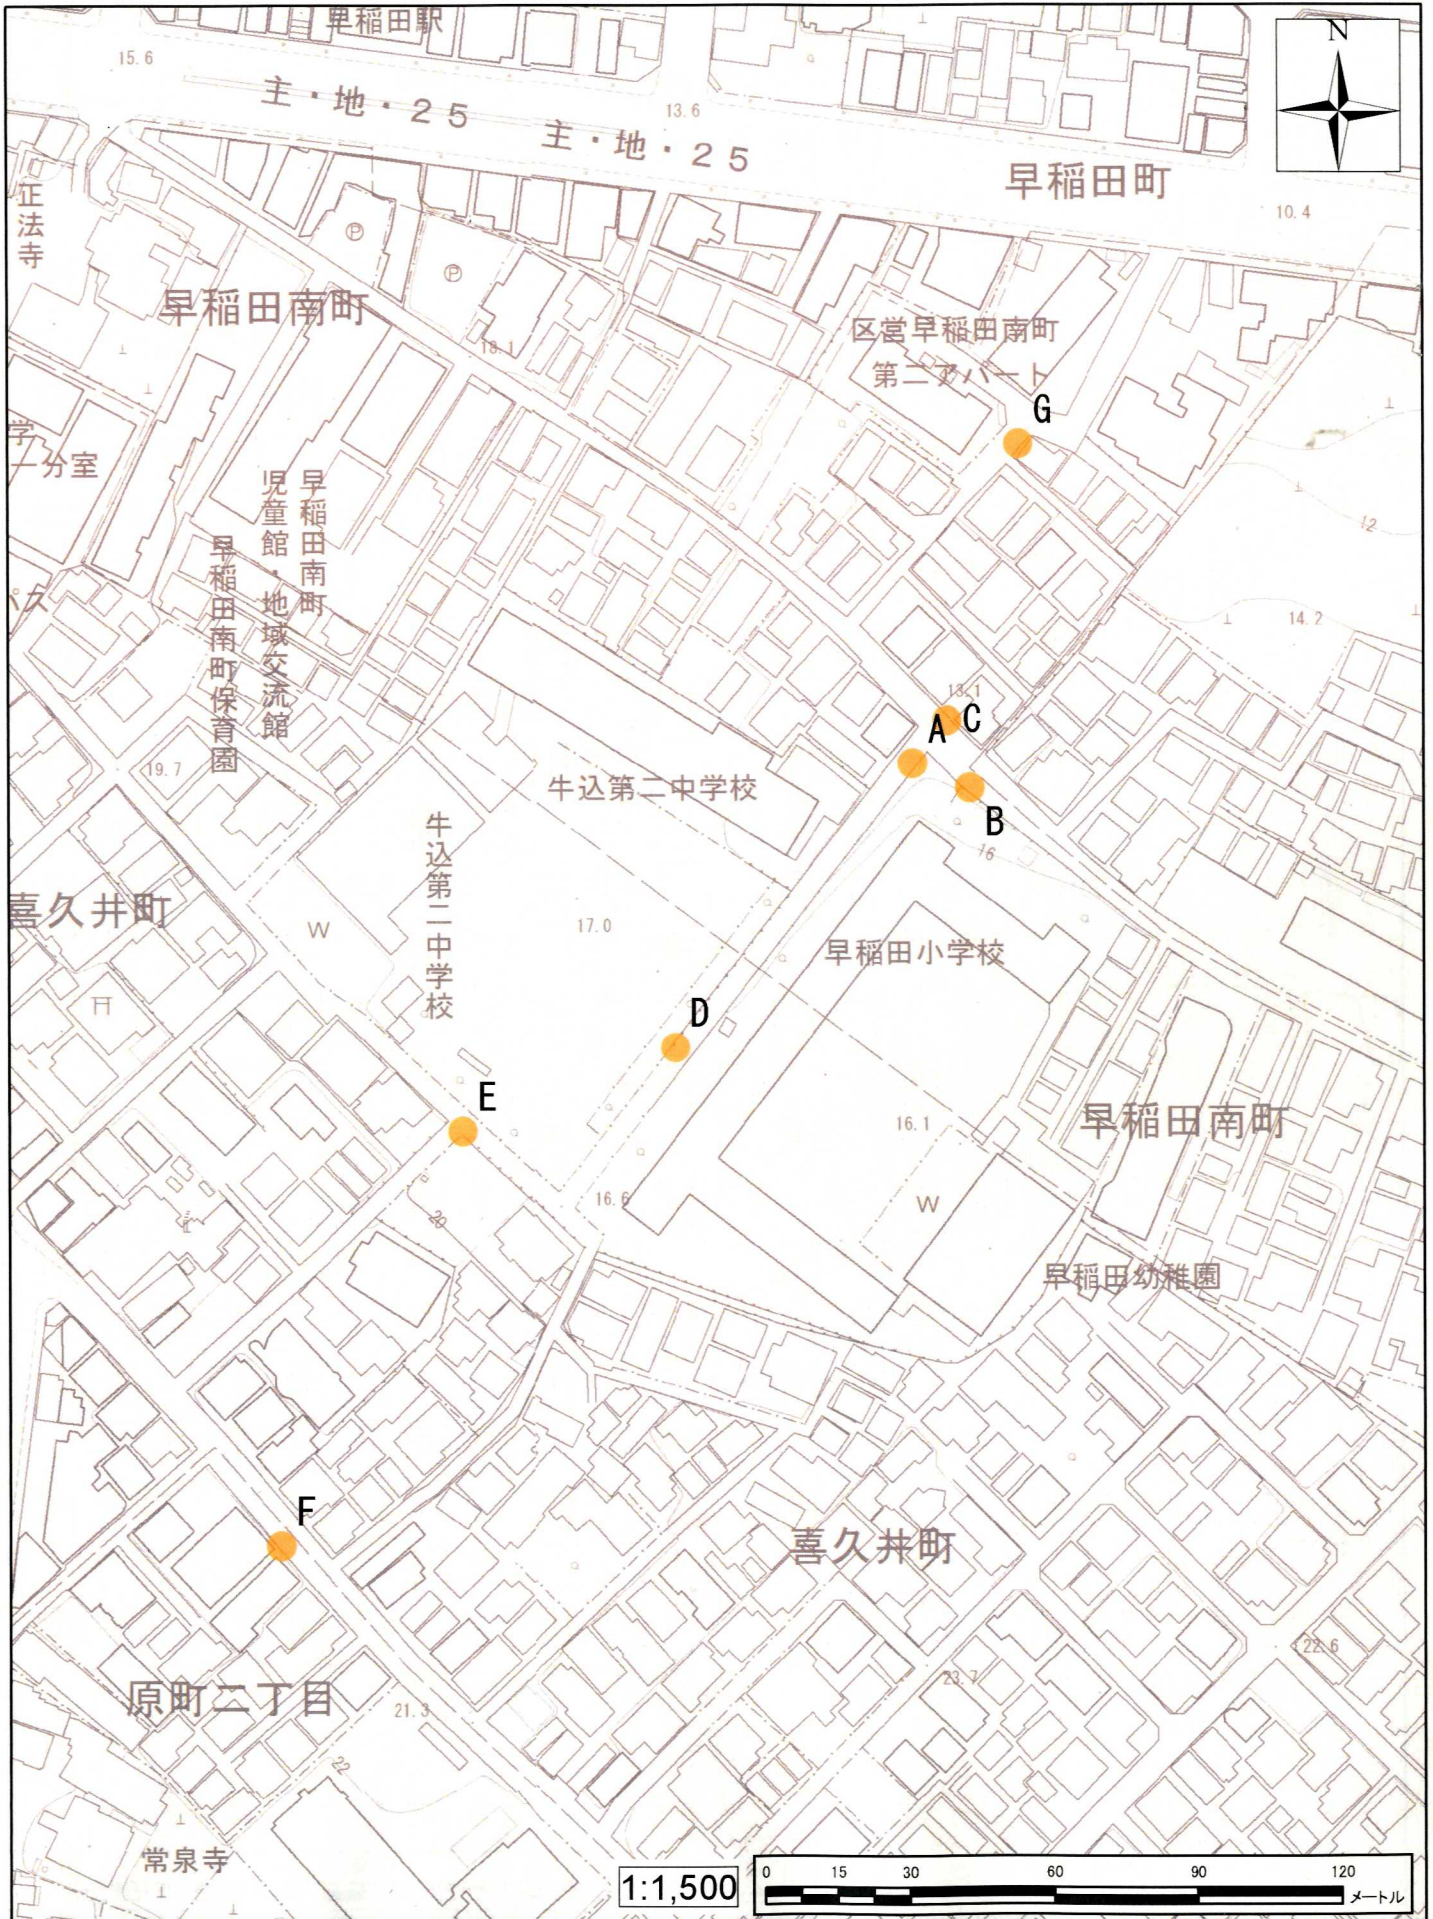 早稲田駅
N
15.6
主・地・25
13.6
主・地・25
早稲田町
10.4
正法寺
P
P
早稲田南町
18.1
区営早稲田南町
第二アパート
G
学
一分室
早稲田南町
児童館・地域交流館
早稲田南町保育園
12
パス
14.2
13.1
C
A
B
16
19.7
牛込第二中学校
牛込第二中学校
喜久井町
W
17.0
早稲田小学校
D
E
16.1
早稲田南町
16.6
W
20
早稲田幼稚園
F
喜久井町
22.6
23.7
原町二丁目
21.3
22
常泉寺
1:1,500
0 15 30 60 90 120
メートル